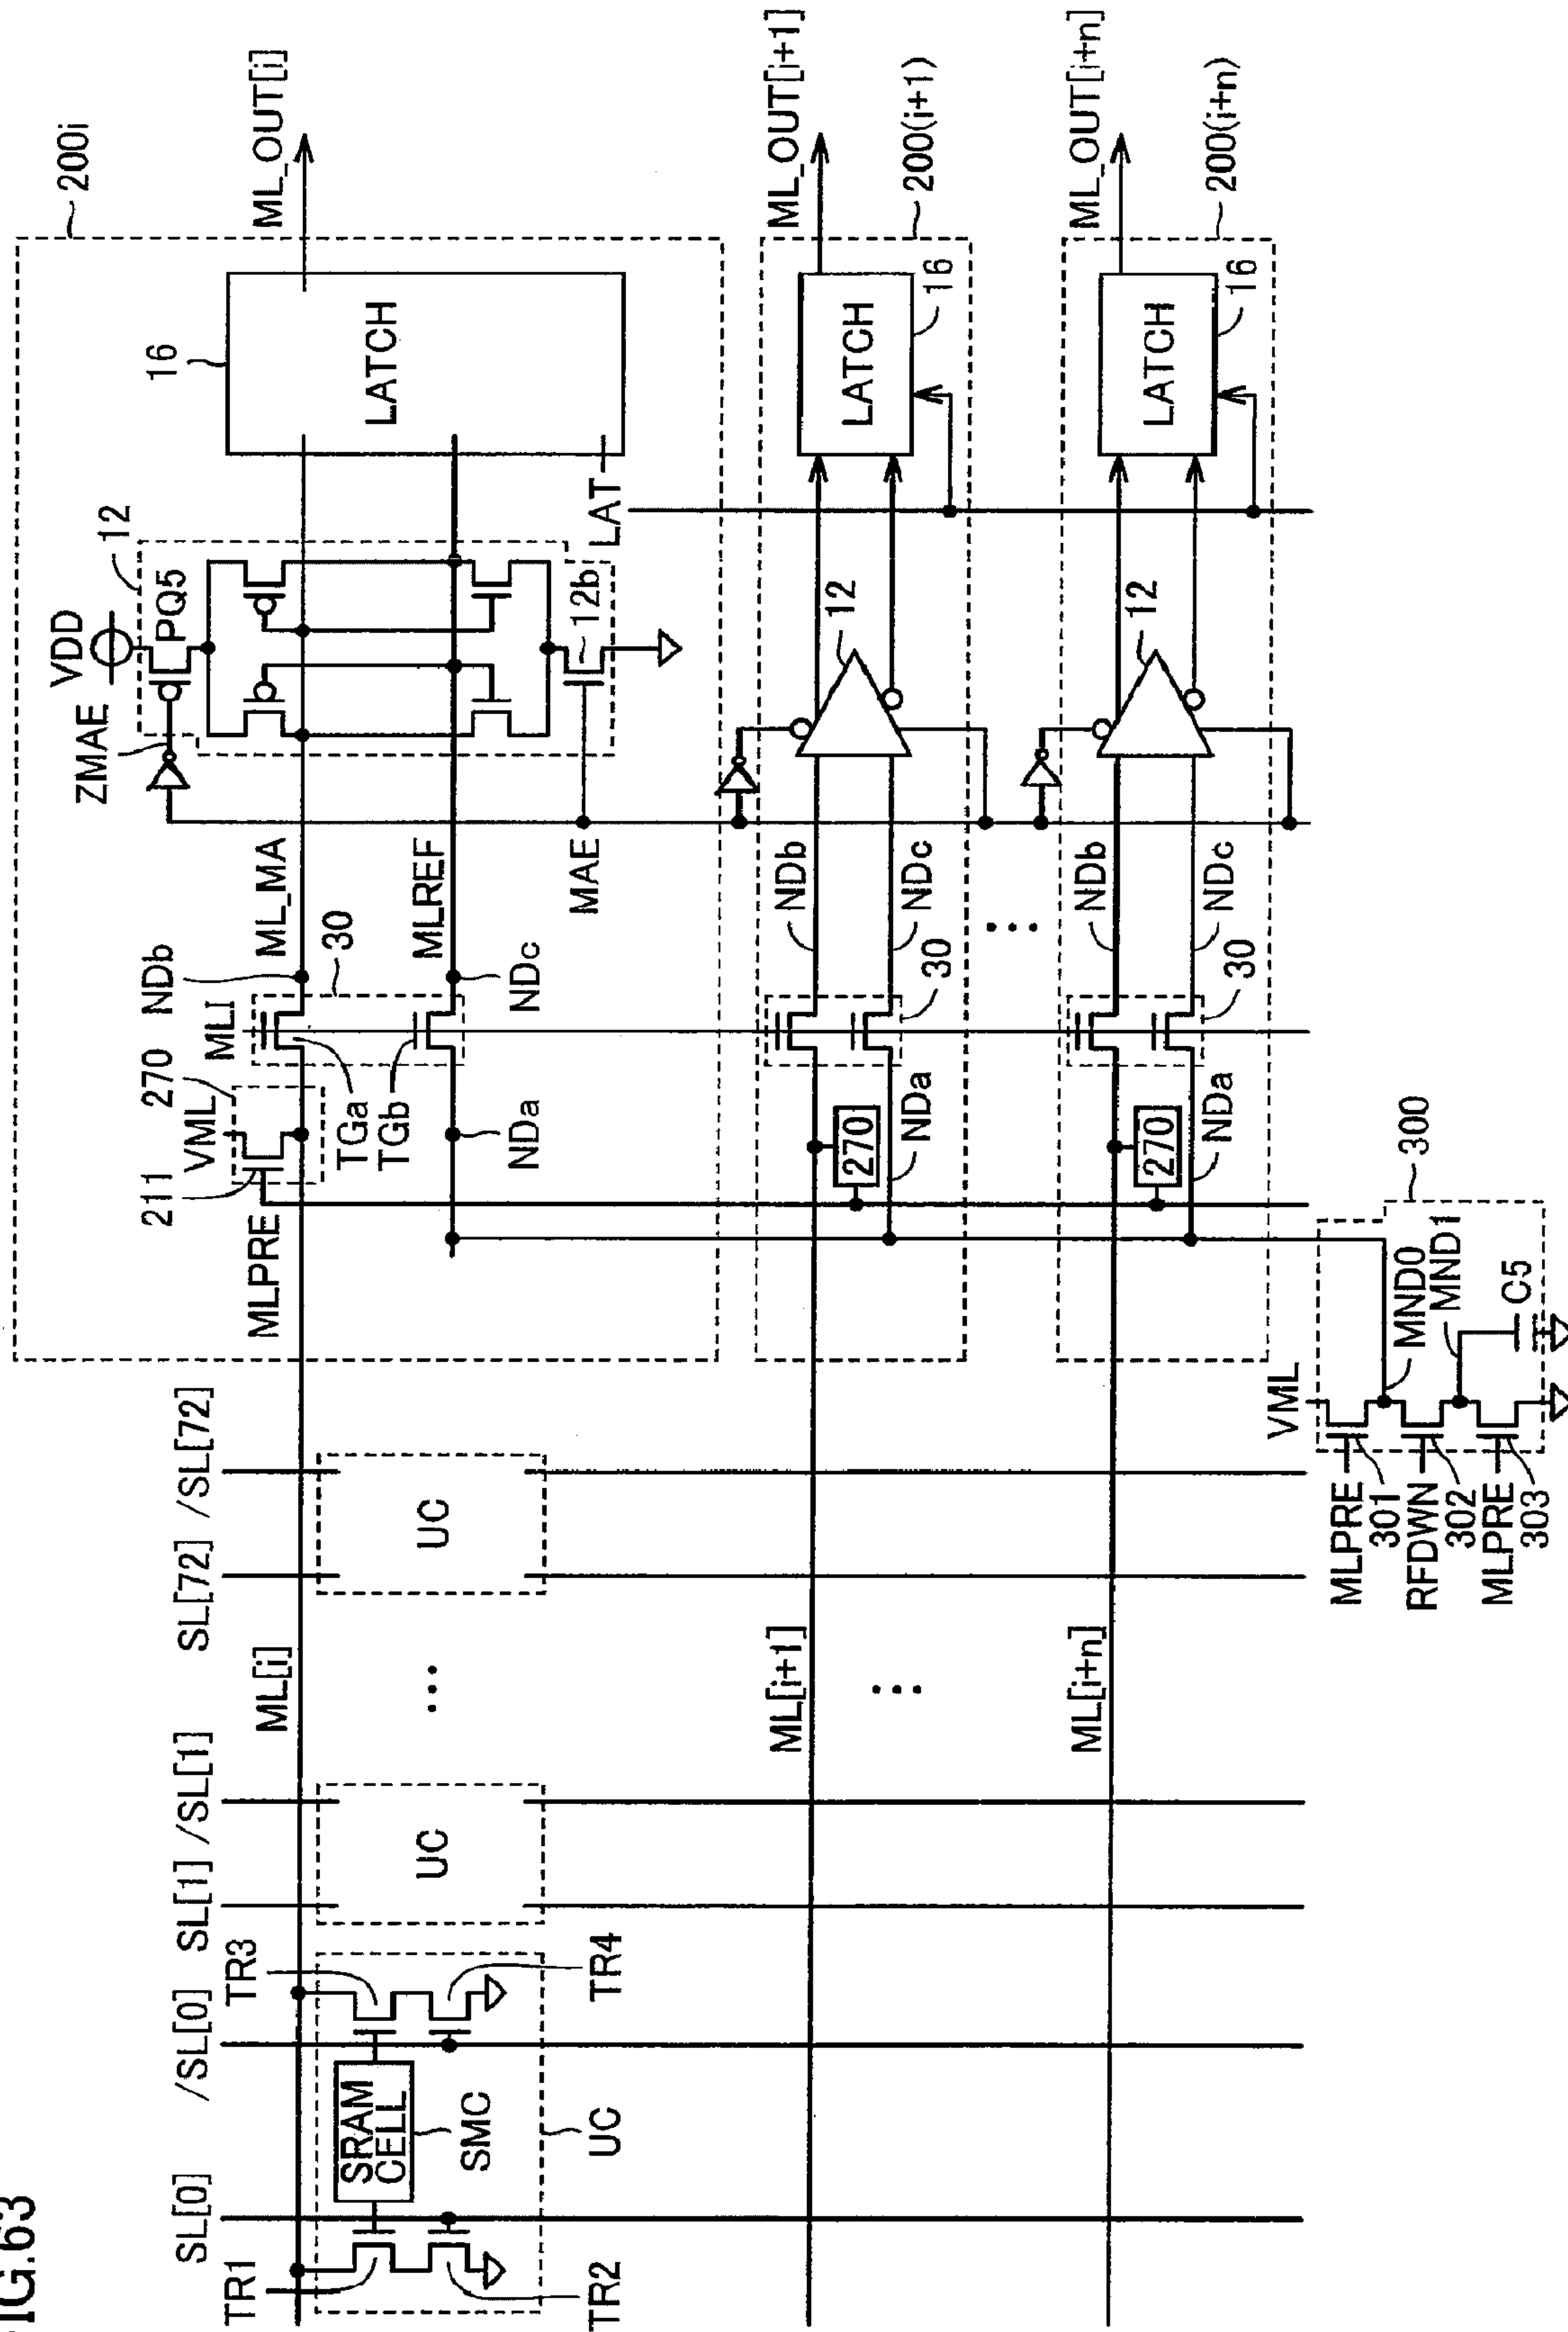 FIG.63
SL[0]
/SL[0]
SL[1]
/SL[1]
SL[72]
/SL[72]
TR1
TR3
ML[i]
SRAM
CELL
SMC
UC
TR2
TR4
UC
...
UC
ML[i+1]
...
ML[i+n]
MLPRE
211
VML
270
MLI
NDb
ML_MA
ZMAE
VDD
PQ5
12
16
LATCH
ML_OUT[i]
200i
TGa
TGb
30
MLREF
NDa
NDc
MAE
12b
LAT
270
NDa
30
NDb
NDc
12
LATCH
16
ML_OUT[i+1]
200(i+1)
...
270
NDa
30
NDb
NDc
12
LATCH
16
ML_OUT[i+n]
200(i+n)
VML
MLPRE
301
RFDWN
302
MLPRE
303
MND0
MND1
C5
300